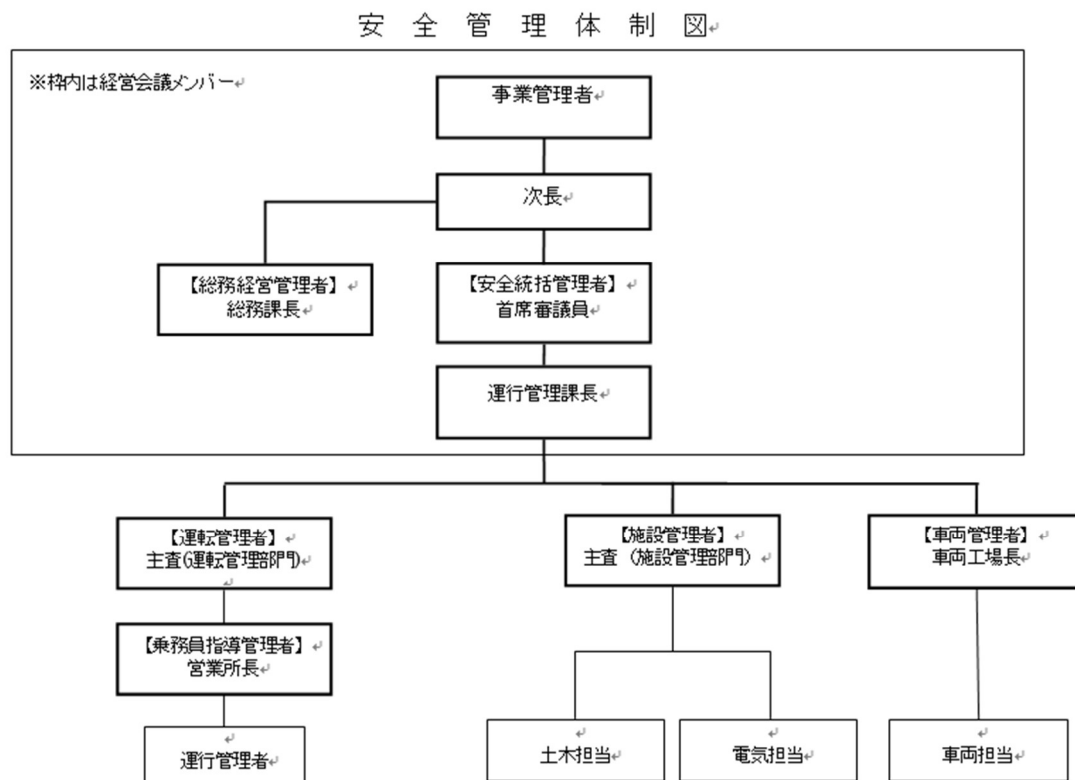 安全管理体制図
※枠内は経営会議メンバー
事業管理者
次長
【総務経営管理者】
総務課長
【安全統括管理者】
首席審議員
運行管理課長
【運転管理者】
主査(運転管理部門)
【施設管理者】
主査（施設管理部門）
【車両管理者】
車両工場長
【乗務員指導管理者】
営業所長
運行管理者
土木担当
電気担当
車両担当